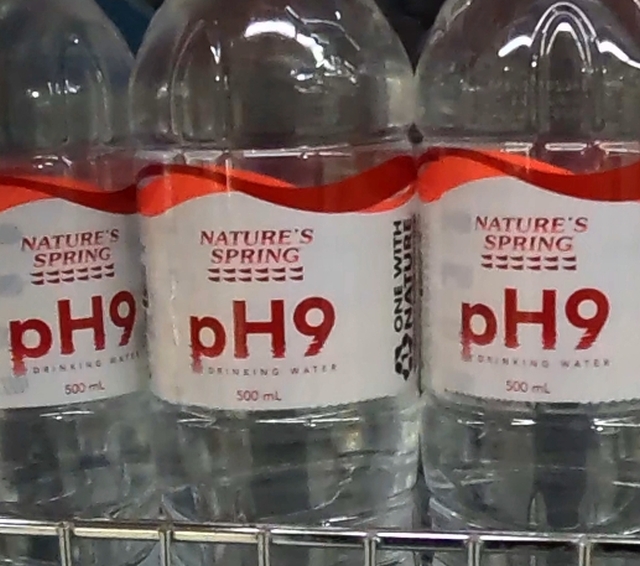 NATURE'S
SPRING
pH9
DRINKING WATER
500 mL
NATURE'S
SPRING
pH9
DRINKING WATER
500 mL
ONE WITH
NATURE
NATURE'S
SPRING
pH9
DRINKING WATER
500 mL